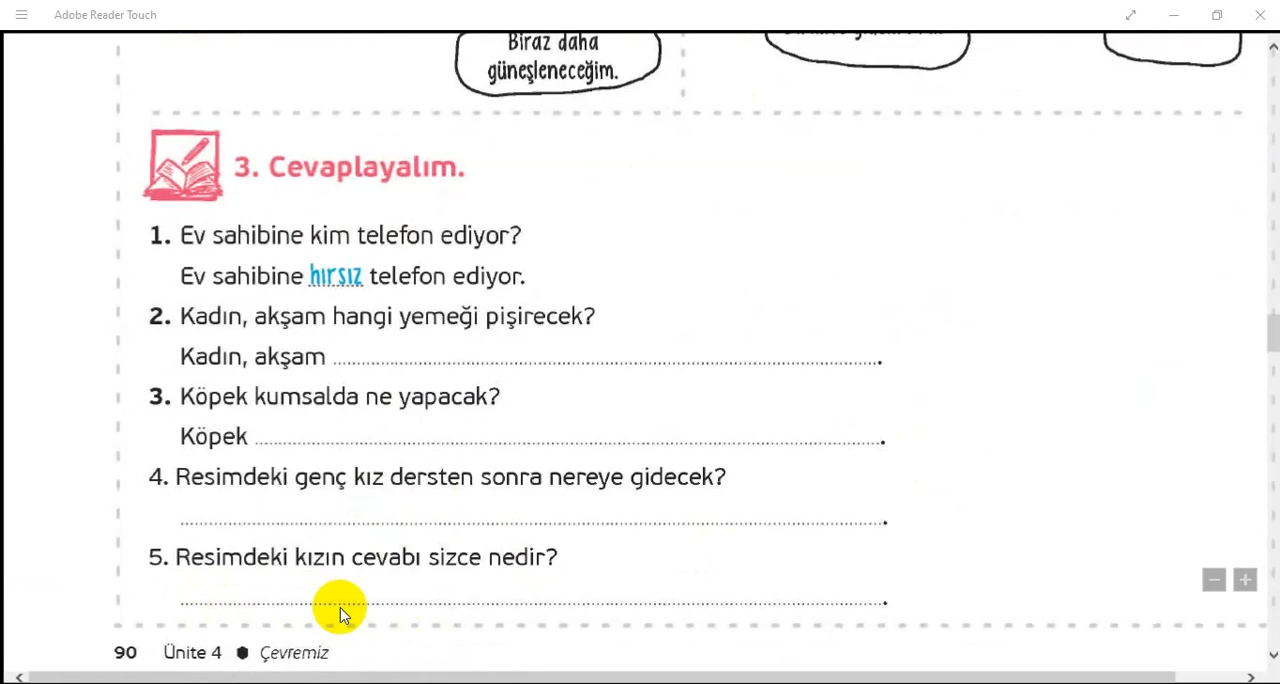 Adobe Reader Touch
Biraz daha
güneşleneceğim.
3. Cevaplayalım.
1. Ev sahibine kim telefon ediyor?
Ev sahibine hırsız telefon ediyor.
2. Kadın, akşam hangi yemeği pişirecek?
Kadın, akşam ............................................................ .
3. Köpek kumsalda ne yapacak?
Köpek ............................................................ .
4. Resimdeki genç kız dersten sonra nereye gidecek?
............................................................ .
5. Resimdeki kızın cevabı sizce nedir?
............................................................ .
90 Ünite 4 ● Çevremiz